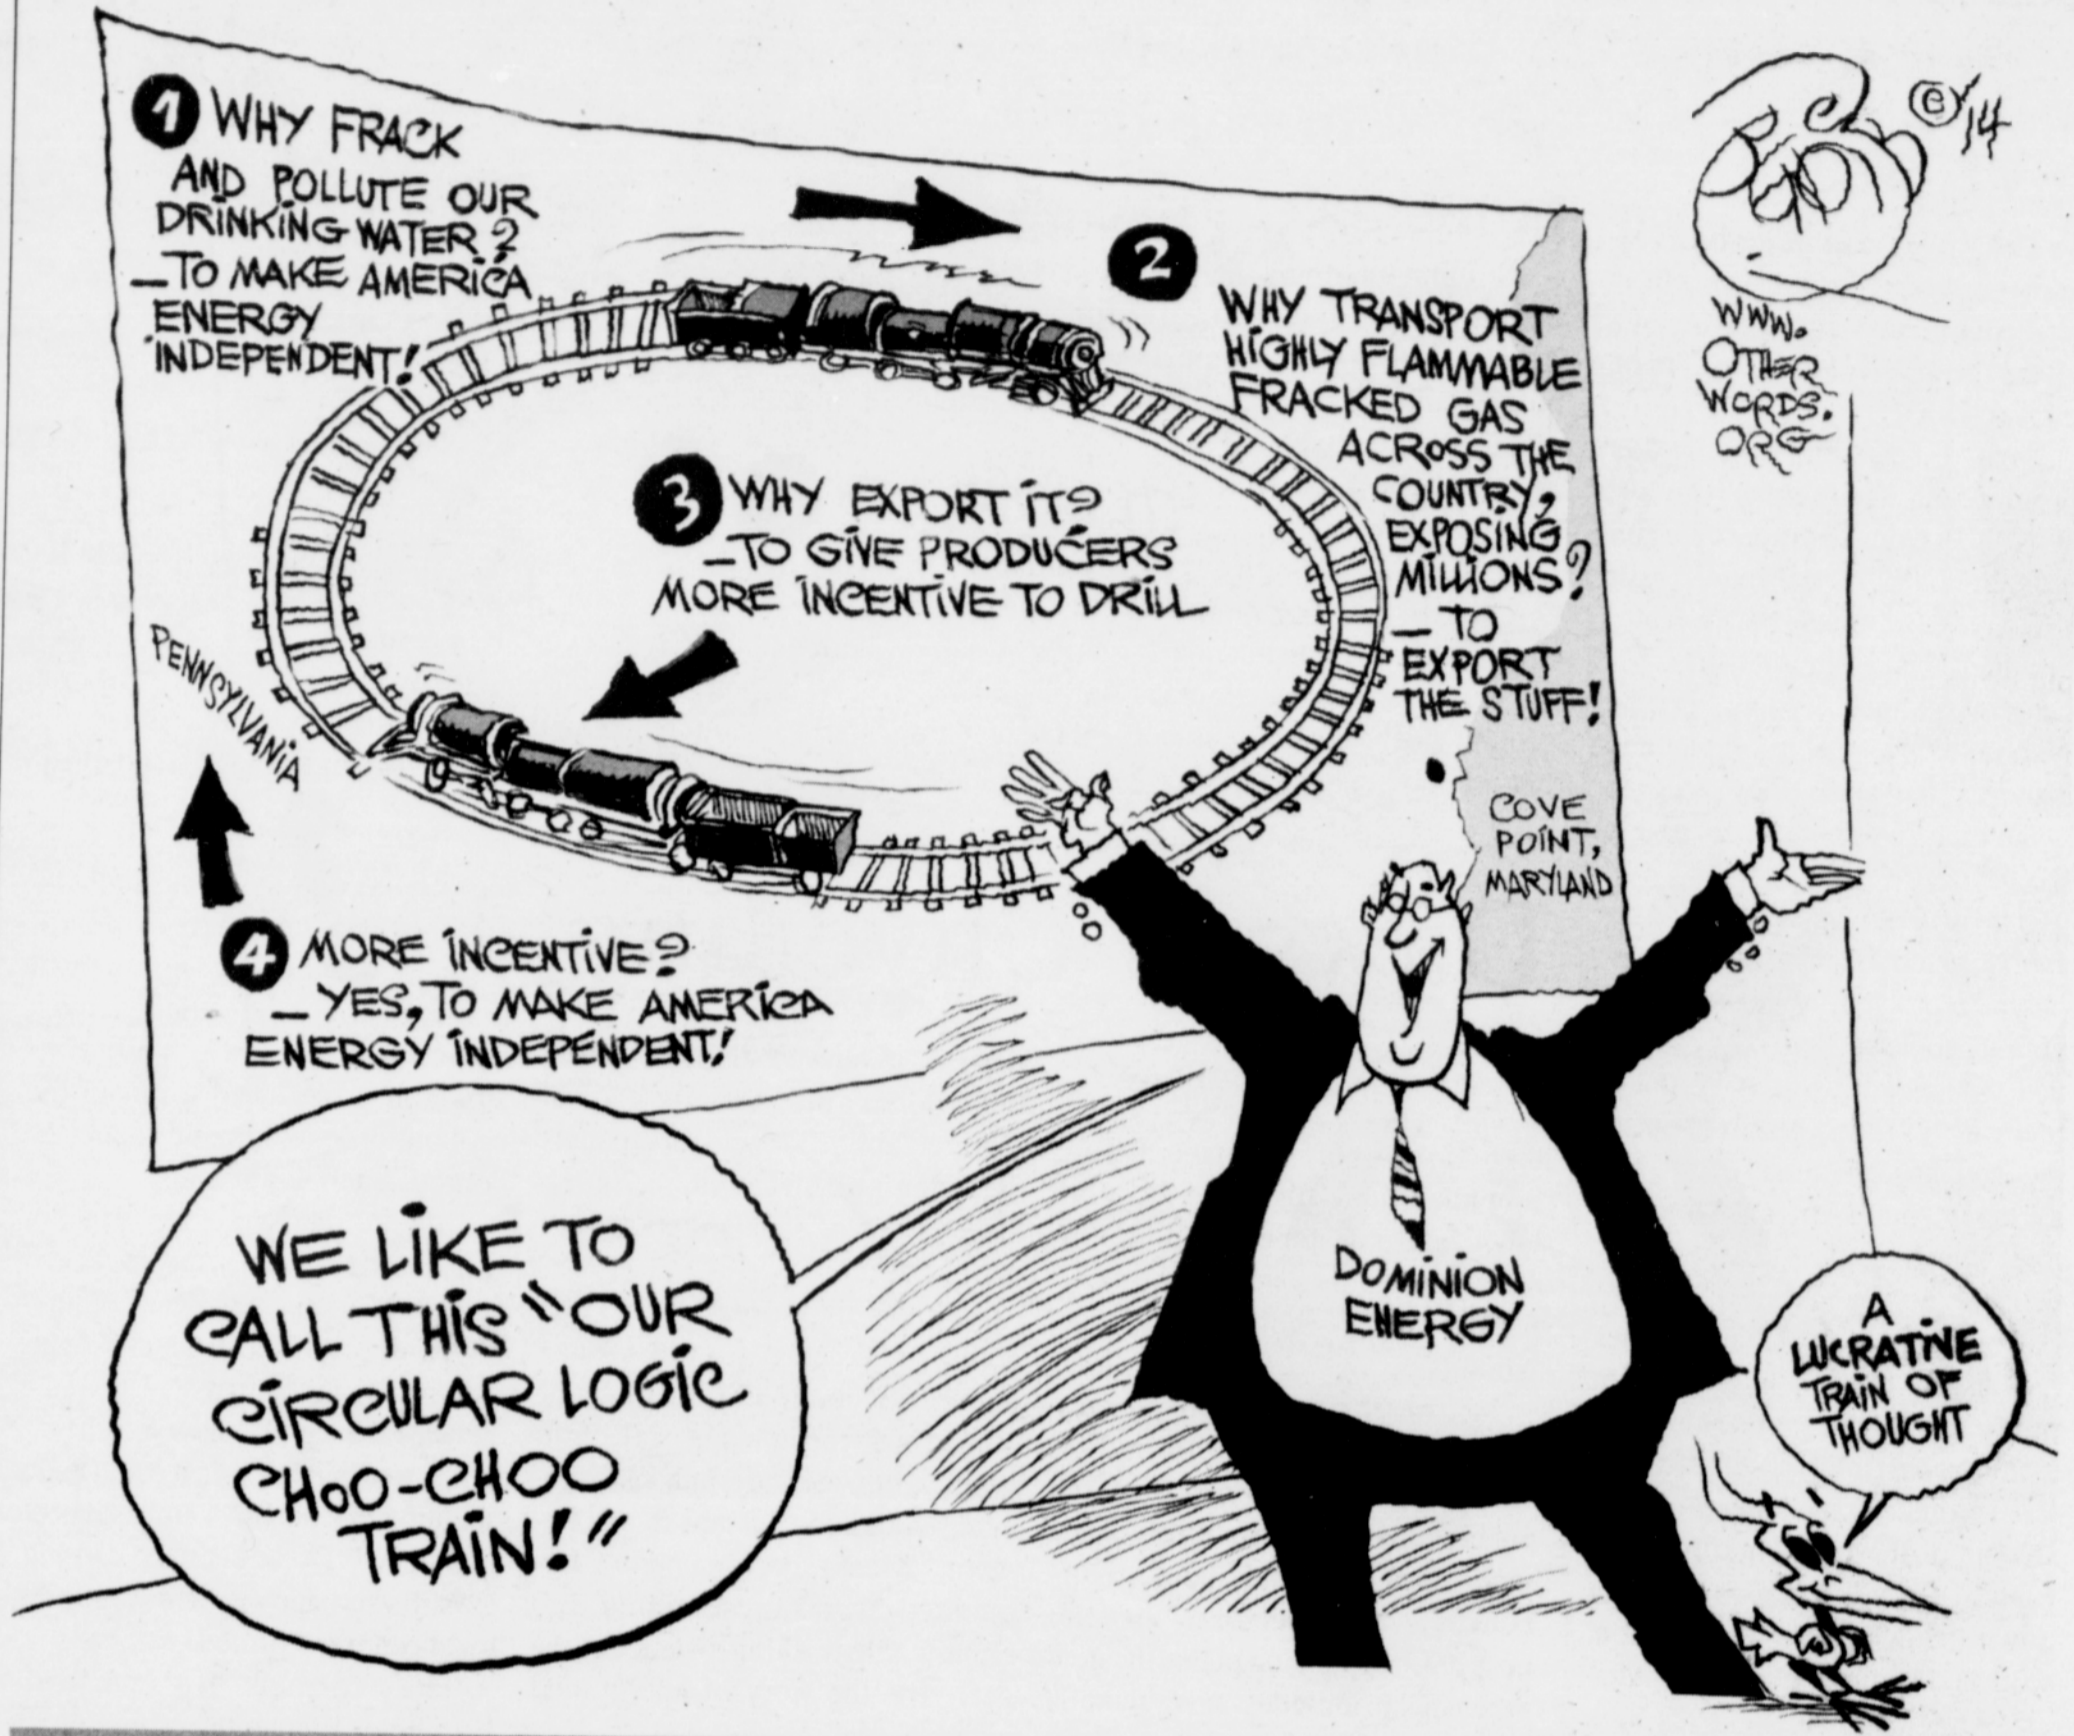 1 WHY FRACK
AND POLLUTE OUR
DRINKING WATER?
—TO MAKE AMERICA
ENERGY
INDEPENDENT!
2
WHY TRANSPORT
HIGHLY FLAMMABLE
FRACKED GAS
ACROSS THE
COUNTRY,
EXPOSING
MILLIONS?
—TO
EXPORT
THE STUFF!
3 WHY EXPORT IT?
—TO GIVE PRODUCERS
MORE INCENTIVE TO DRILL
PENNSYLVANIA
4 MORE INCENTIVE?
—YES, TO MAKE AMERICA
ENERGY INDEPENDENT!
COVE
POINT,
MARYLAND
© '14
WWW.
OTHER
WORDS.
ORG
WE LIKE TO
CALL THIS "OUR
CIRCULAR LOGIC
CHOO-CHOO
TRAIN!"
DOMINION
ENERGY
A
LUCRATIVE
TRAIN OF
THOUGHT